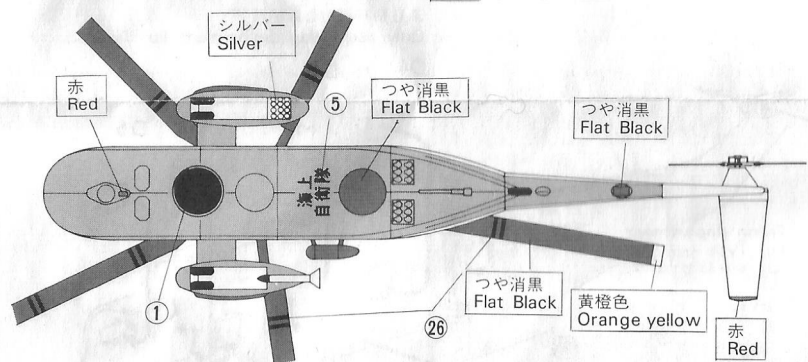 シルバー
Silver
赤
Red
⑤
つや消黒
Flat Black
つや消黒
Flat Black
海上
自衛隊
①
㉖
つや消黒
Flat Black
黄橙色
Orange yellow
赤
Red